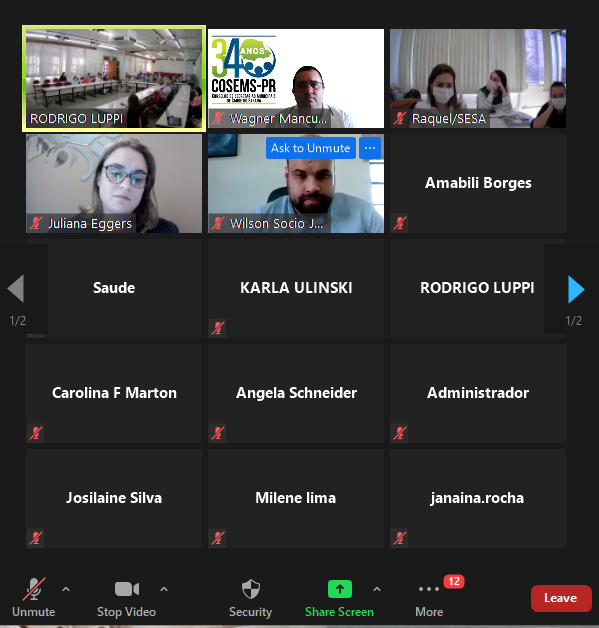 RODRIGO LUPPI
34
ANOS
COSEMS-PR
Wagner Mancu...
Raquel/SESA
Juliana Eggers
Ask to Unmute
...
Wilson Socio J...
Amabili Borges
Saude
KARLA ULINSKI
RODRIGO LUPPI
1/2
1/2
Carolina F Marton
Angela Schneider
Administrador
Josilaine Silva
Milene lima
janaina.rocha
Unmute
Stop Video
Security
Share Screen
12
More
Leave